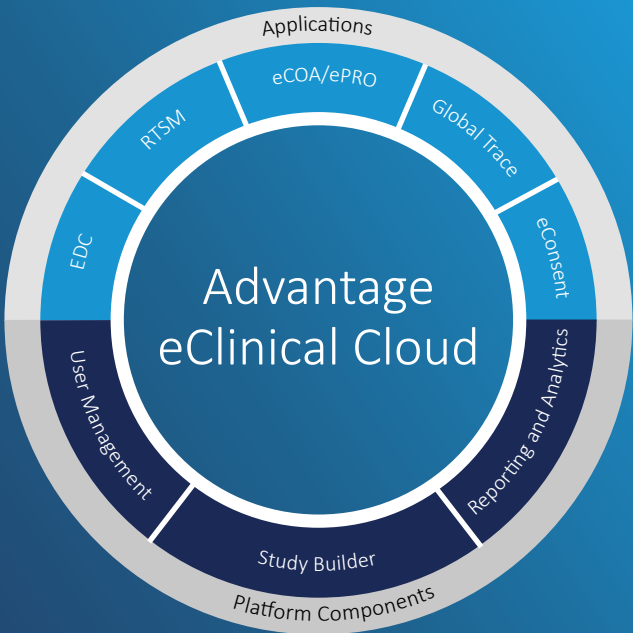 Applications
eCOA/ePRO
RTSM
Global Trace
EDC
eConsent
Advantage
eClinical Cloud
User Management
Reporting and Analytics
Study Builder
Platform Components